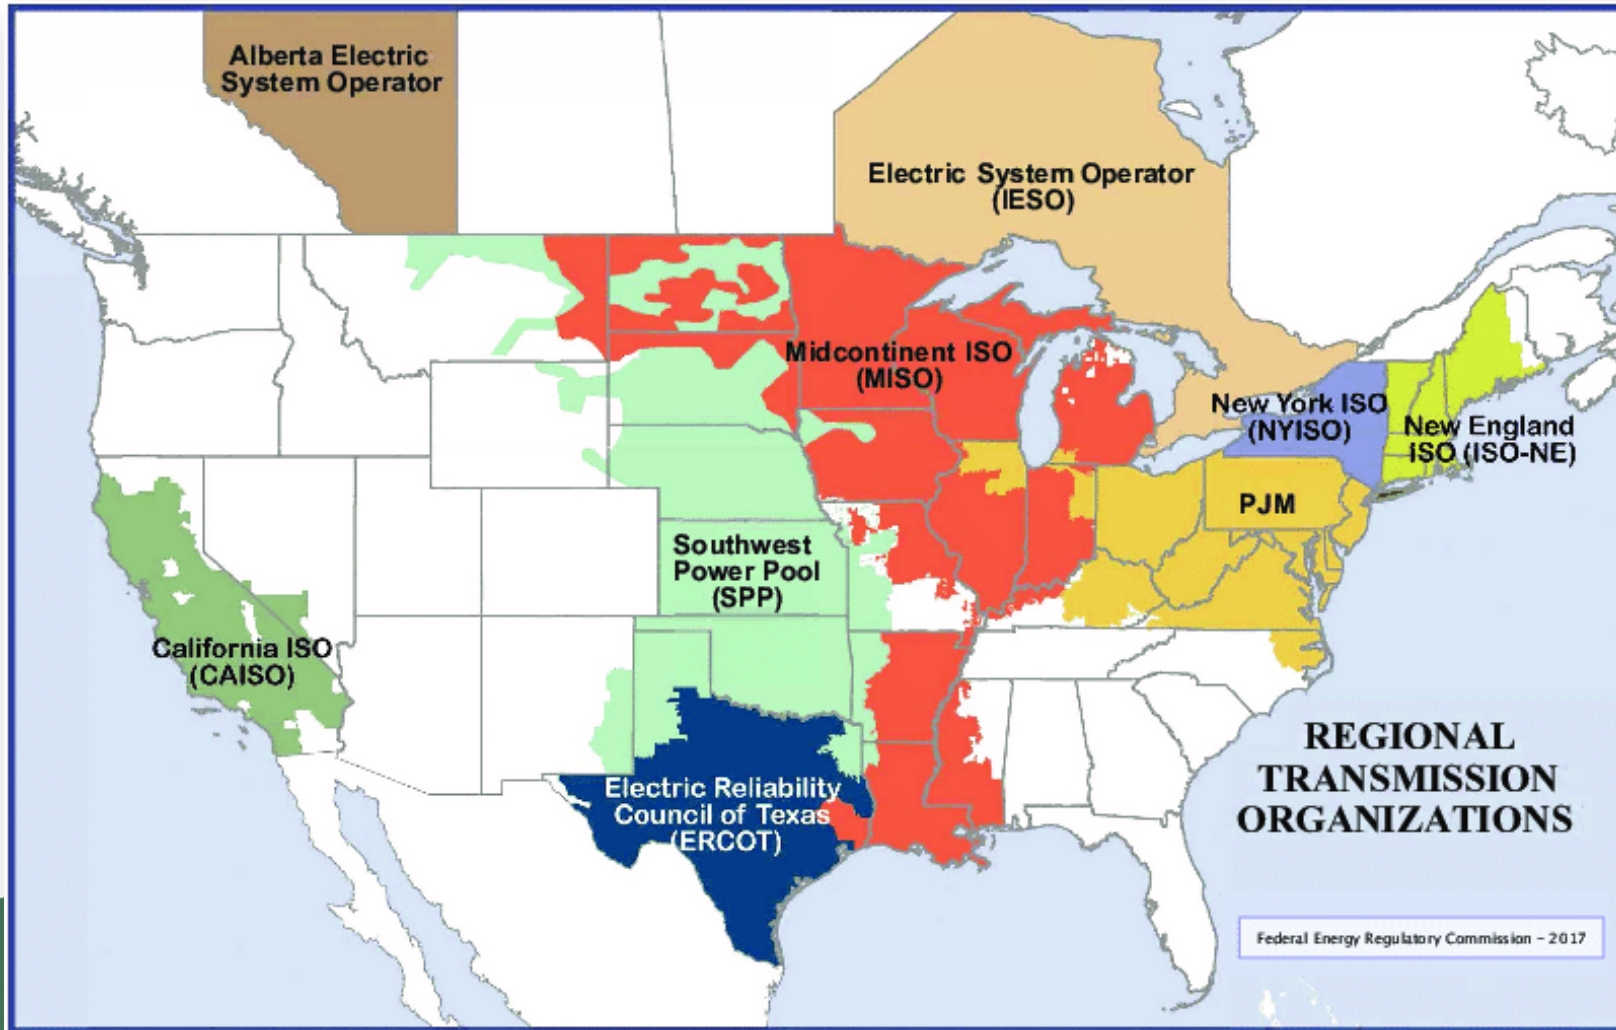 Alberta Electric
System Operator
Electric System Operator
(IESO)
Midcontinent ISO
(MISO)
New York ISO
(NYISO)
New England
ISO (ISO-NE)
PJM
Southwest
Power Pool
(SPP)
California ISO
(CAISO)
Electric Reliability
Council of Texas
(ERCOT)
REGIONAL
TRANSMISSION
ORGANIZATIONS
Federal Energy Regulatory Commission – 2017